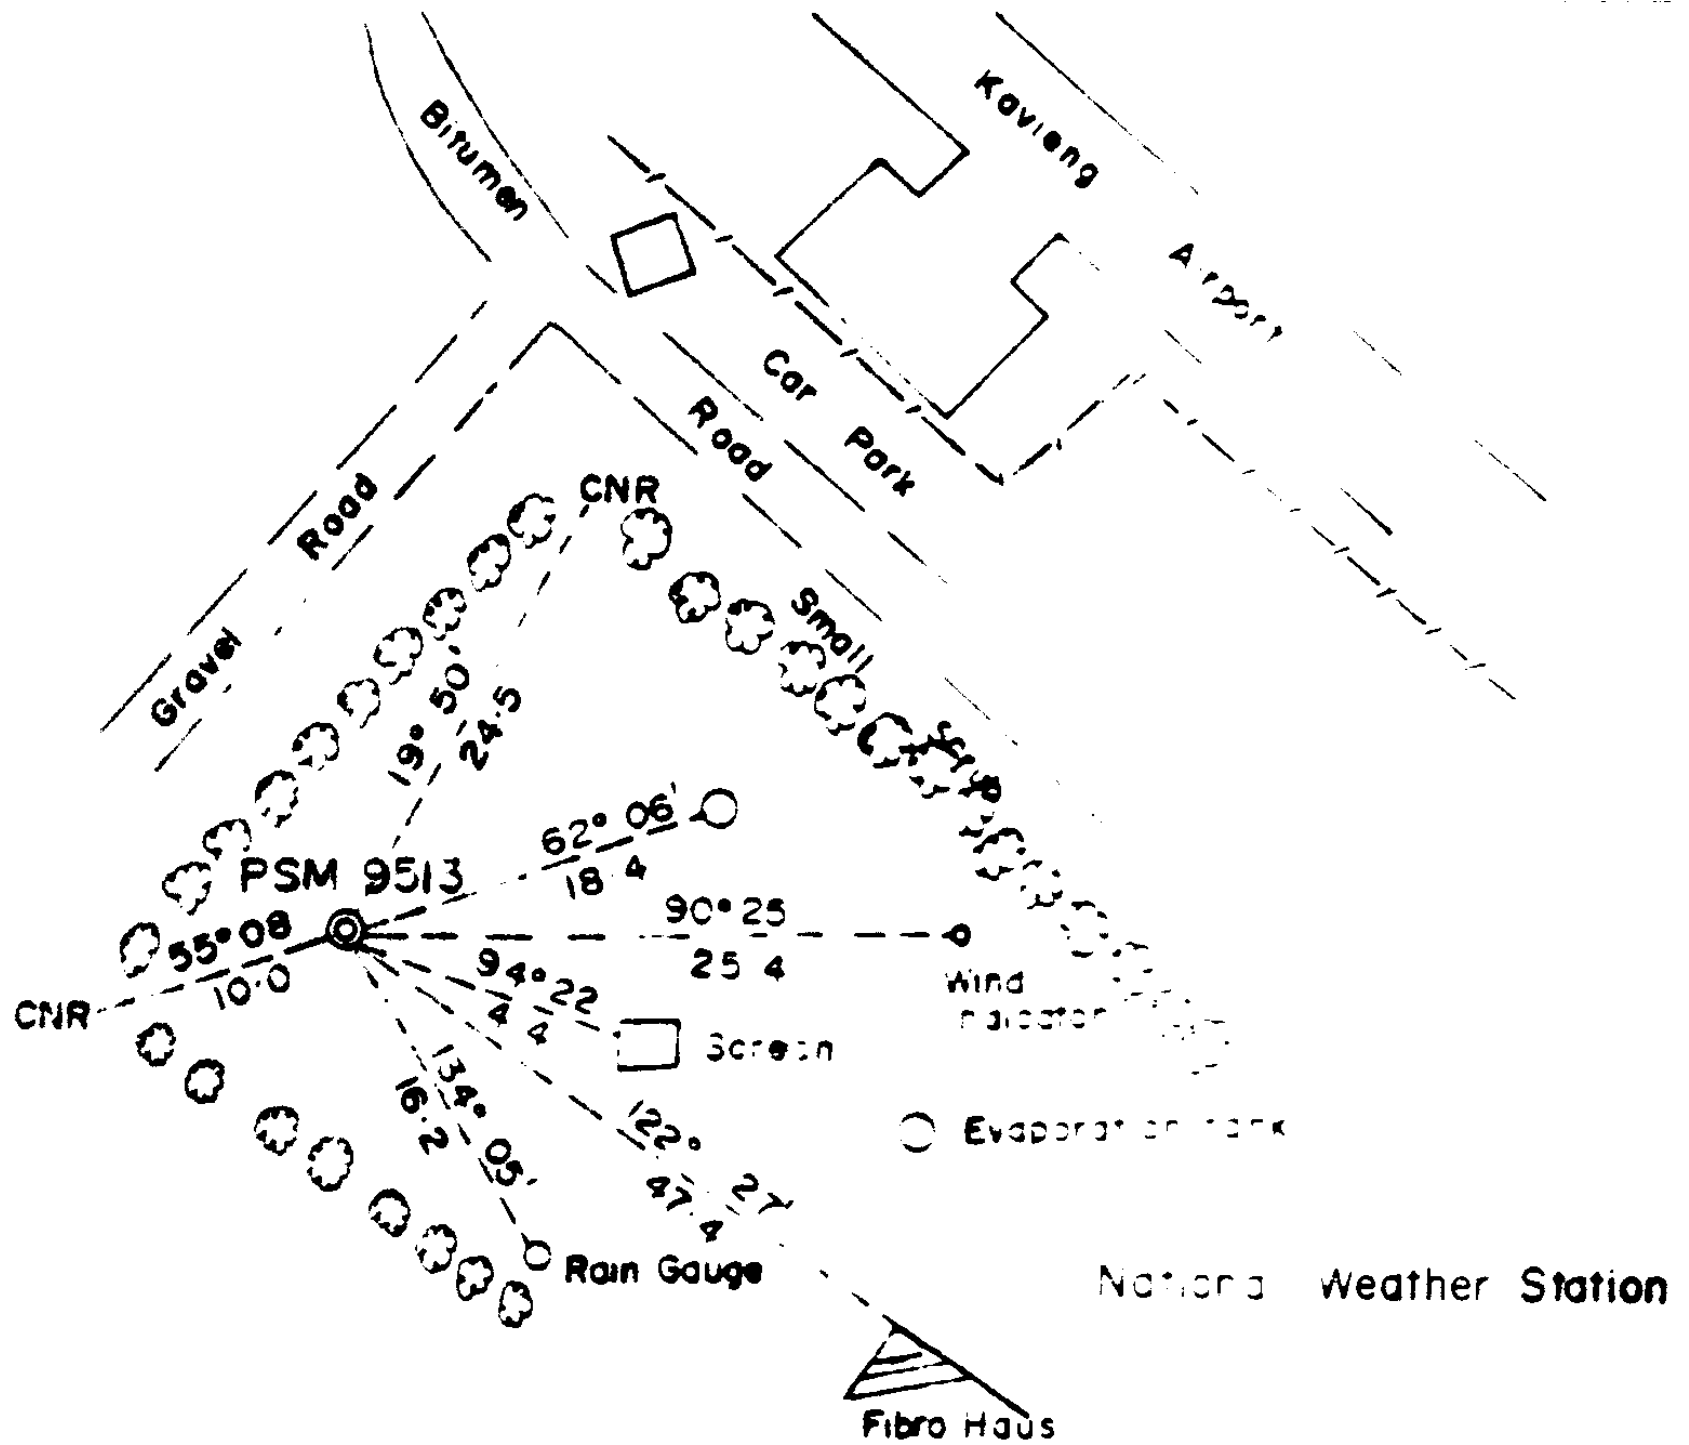 Bitumen
Road
Kavieng
Airport
Car
Park
Gravel
Road
CNR
Small
19° 50'
24.5
62° 06'
18.4
PSM 9513
55° 08
10.0
CNR
90° 25
25 4
Wind
94° 22
4 4
Screen
134° 05'
16.2
122° 27'
47.4
Evaporation Tank
Rain Gauge
National Weather Station
Fibro Haus